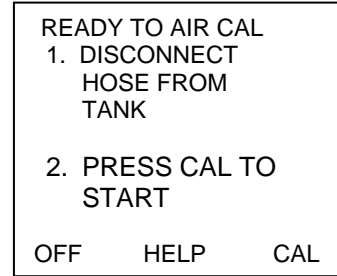 READY TO AIR CAL
1. DISCONNECT
HOSE FROM
TANK
2. PRESS CAL TO
START
OFF HELP CAL